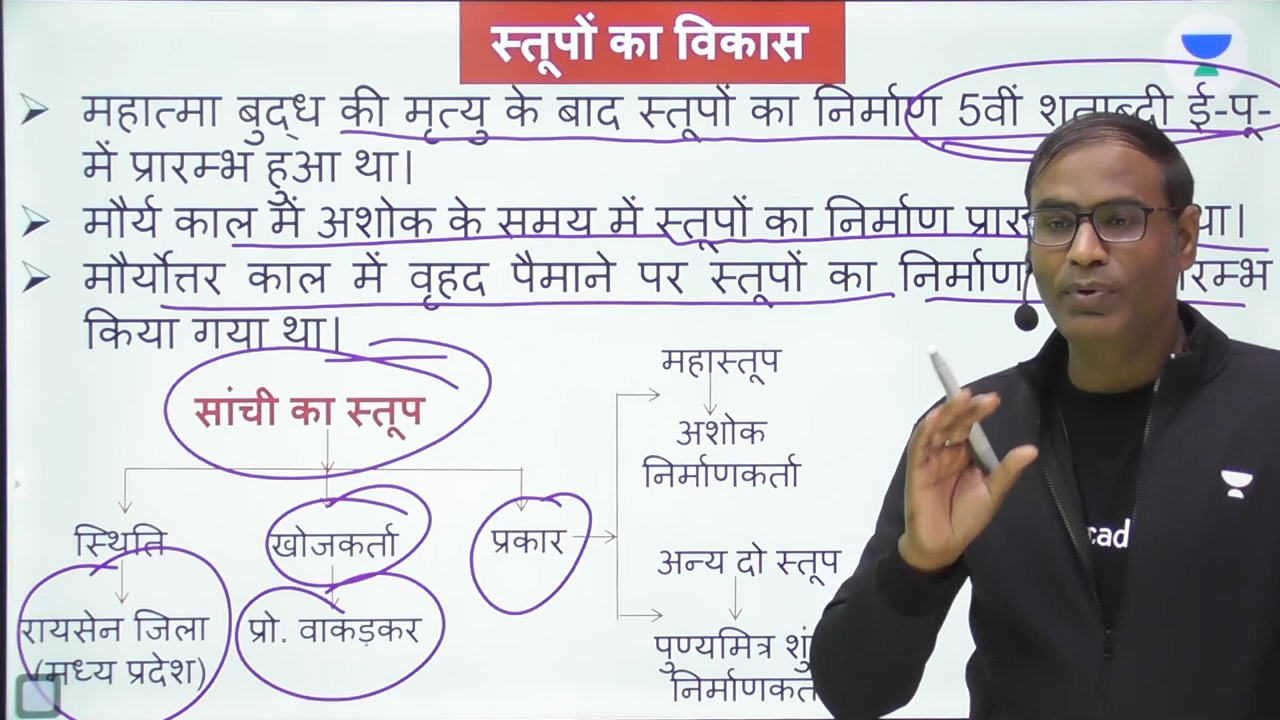 स्तूपों का विकास
महात्मा बुद्ध की मृत्यु के बाद स्तूपों का निर्माण 5वीं शताब्दी ई-पू-
में प्रारम्भ हुआ था।
मौर्य काल में अशोक के समय में स्तूपों का निर्माण था।
मौर्योत्तर काल में वृहद पैमाने पर स्तूपों का निर्माण
किया गया था।
महास्तूप
सांची का स्तूप
अशोक
निर्माणकर्ता
स्थिति खोजकर्ता प्रकार
अन्य दो स्तूप
रायसेन जिला
(मध्य प्रदेश)
प्रो. वाकड़कर
पुण्यमित्र